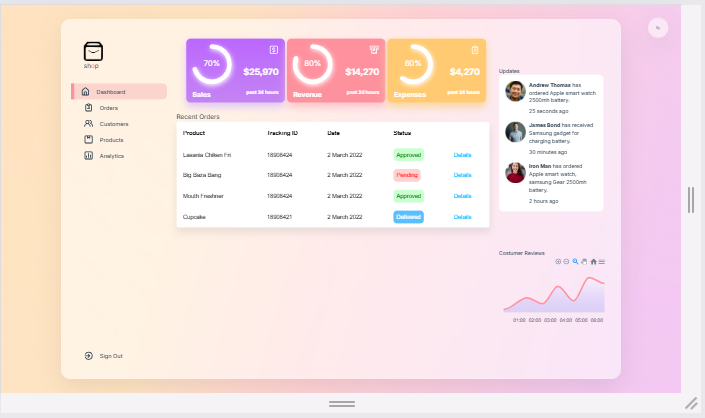 shop
Dashboard
Orders
Customers
Products
Analytics
Sign Out
70%
$25,970
Sales
past 24 hours
80%
$14,270
Revenue
past 24 hours
60%
$4,270
Expenses
past 24 hours
Recent Orders
Product Tracking ID Date Status
Lasania Chiken Fri 18908424 2 March 2022 Approved Details
Big Baza Bang 18908424 2 March 2022 Pending Details
Mouth Freshner 18908424 2 March 2022 Approved Details
Cupcake 18908421 2 March 2022 Delivered Details
Updates
Andrew Thomas has
ordered Apple smart watch
2500mh battery.
25 seconds ago
James Bond has received
Samsung gadget for
charging battery.
30 minutes ago
Iron Man has ordered
Apple smart watch,
samsung Gear 2500mh
battery.
2 hours ago
Costumer Reviews
01:00 02:00 03:00 04:00 05:00 06:00